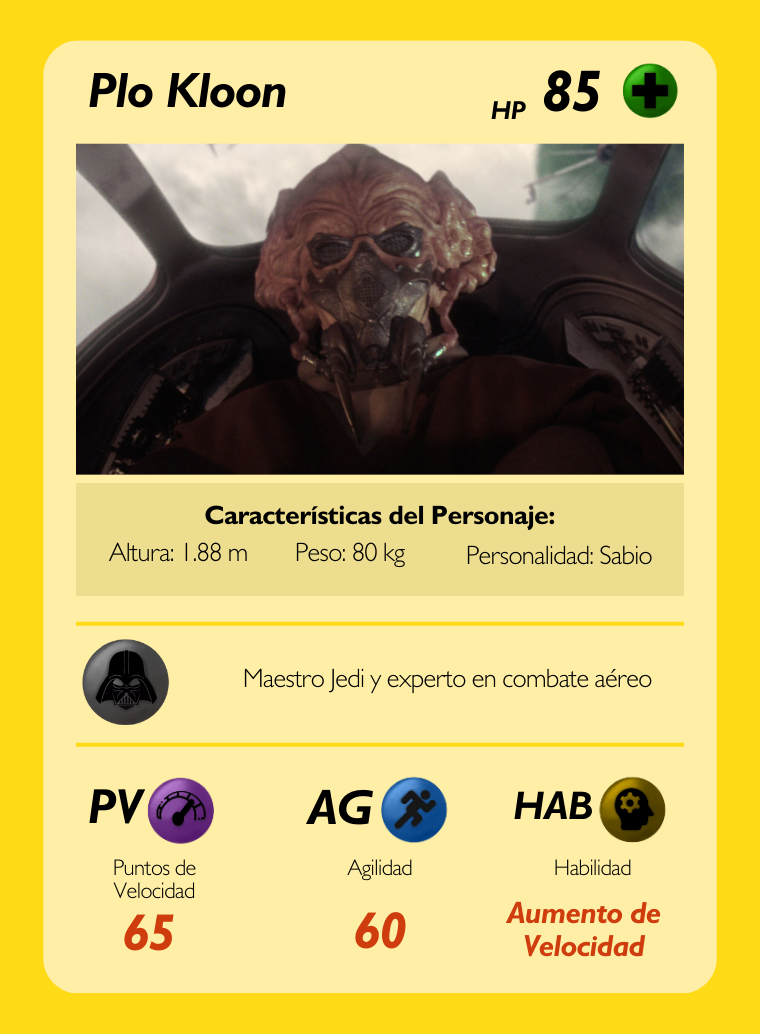 Plo Kloon
HP 85
Características del Personaje:
Altura: 1.88 m Peso: 80 kg Personalidad: Sabio
Maestro Jedi y experto en combate aéreo
PV AG HAB
Puntos de
Velocidad
Agilidad
Habilidad
65
60
Aumento de
Velocidad